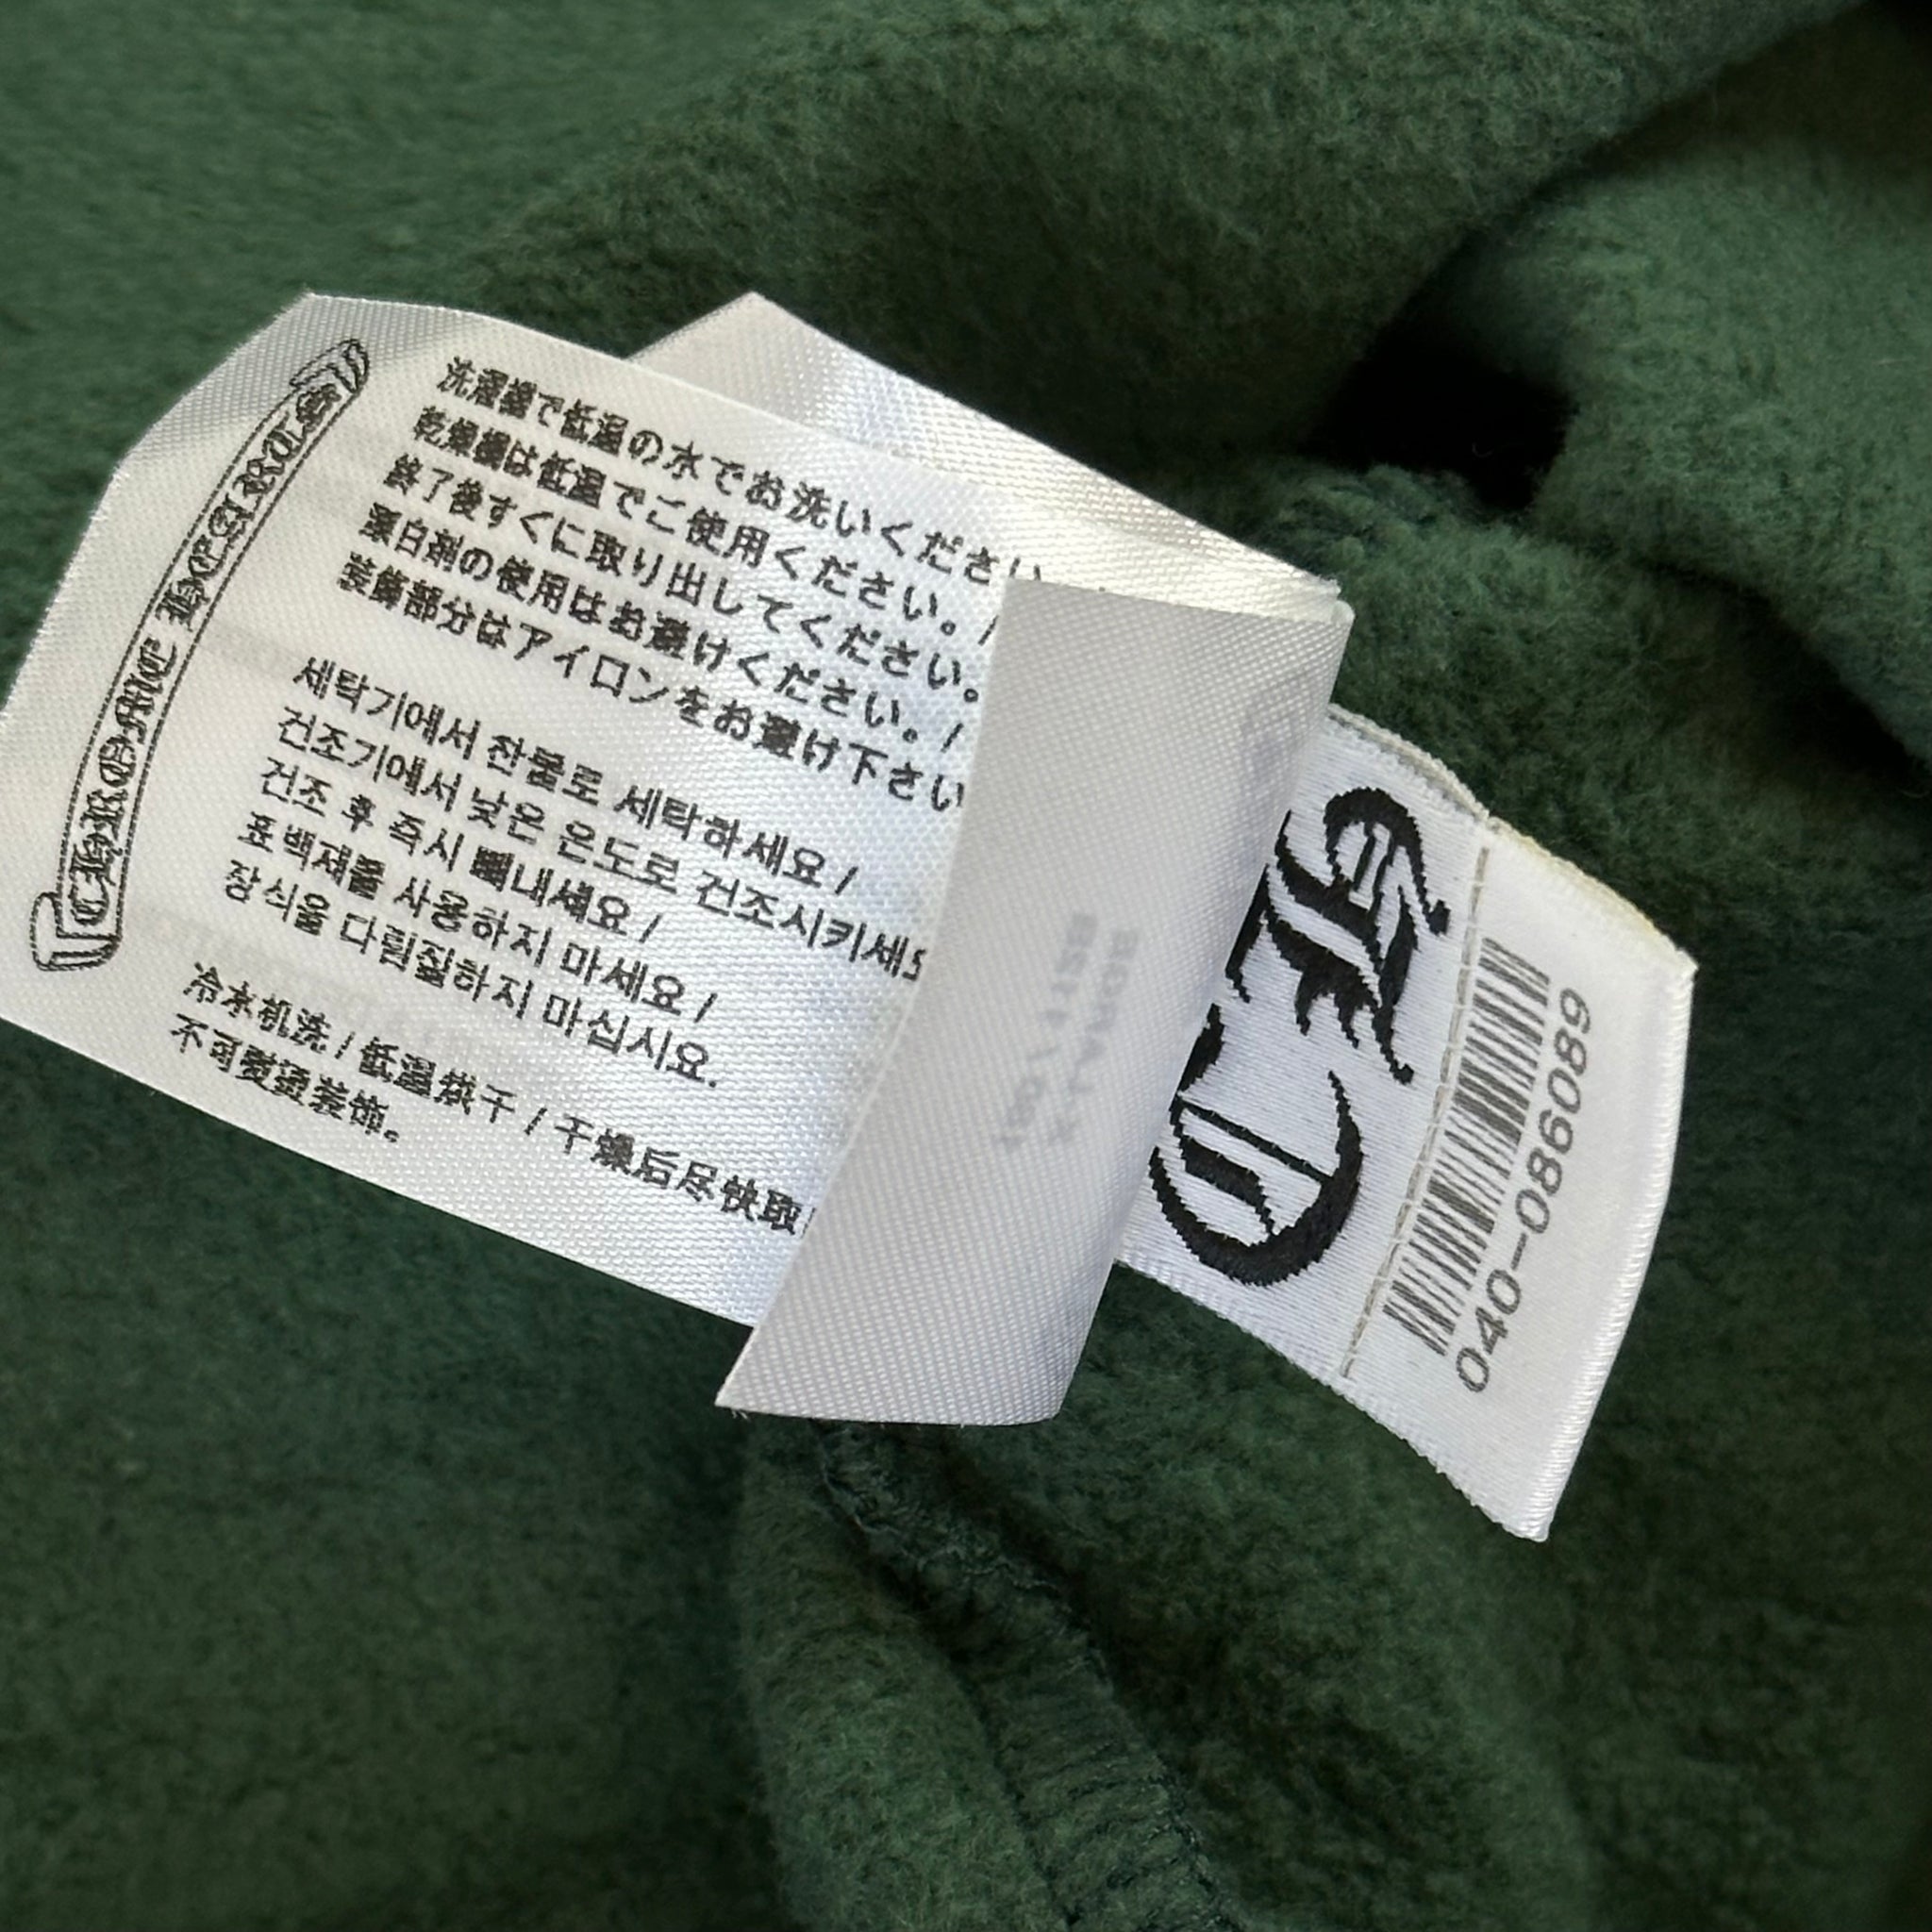 CHROME HEARTS
洗濯機で低温の水でお洗いください
乾燥機は低温でご使用ください。/
終了後すぐに取り出してください。
漂白剤の使用はお避けください。/
装飾部分はアイロンをお避け下さい
세탁기에서 찬물로 세탁하세요 /
건조기에서 낮은 온도로 건조시키세요
건조 후 즉시 빼내세요 /
표백제를 사용하지 마세요 /
장식을 다림질하지 마십시요.
冷水机洗 / 低温烘干 / 干燥后尽快取
不可熨烫装饰。
CH
040-086089